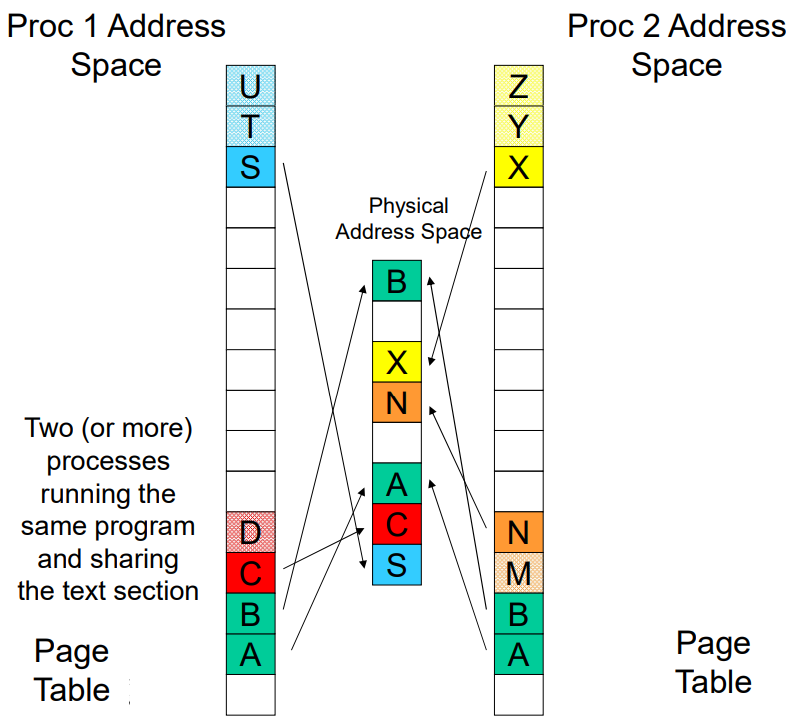 Proc 1 Address
Space
Proc 2 Address
Space
U
T
S
Z
Y
X
Physical
Address Space
B
X
N
A
C
S
Two (or more)
processes
running the
same program
and sharing
the text section
D
C
B
A
N
M
B
A
Page
Table
Page
Table